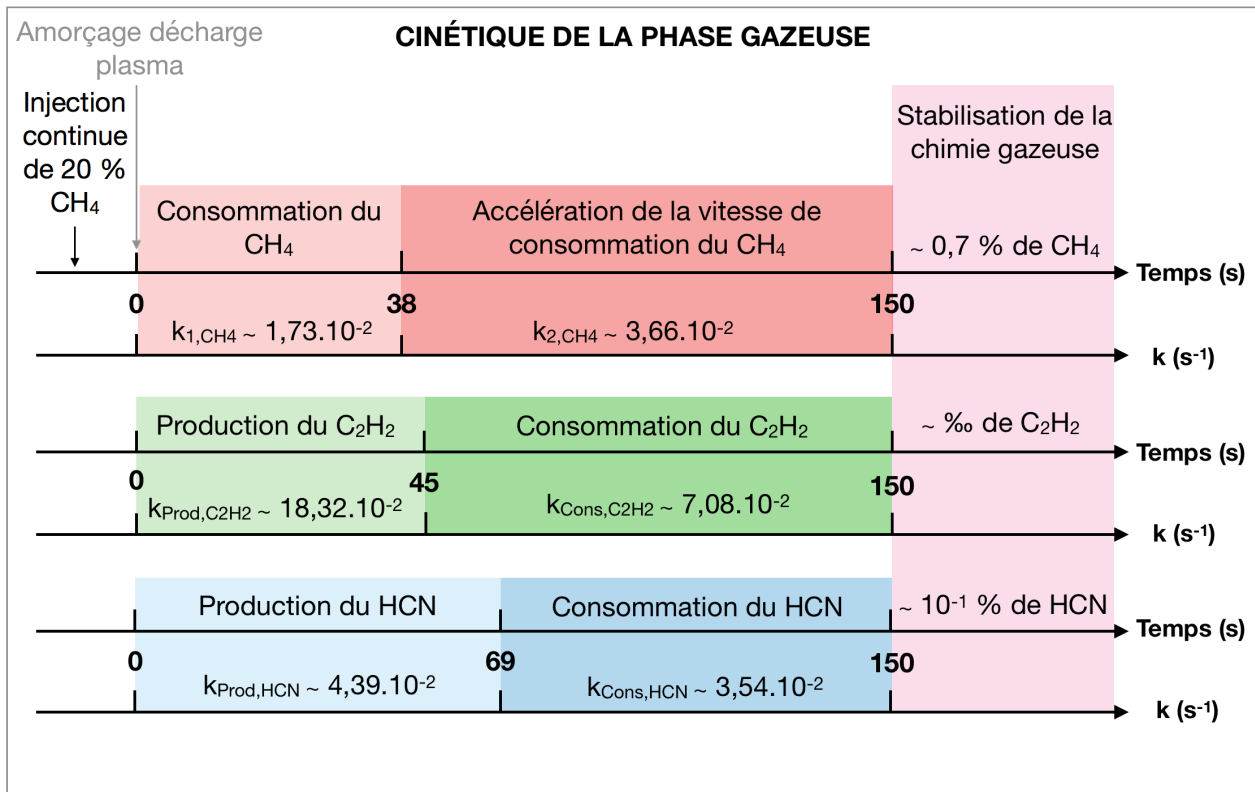 Amorçage décharge
plasma
CINÉTIQUE DE LA PHASE GAZEUSE
Injection
continue
de 20 %
CH₄
Stabilisation de la
chimie gazeuse
Consommation du
CH₄
Accélération de la vitesse de
consommation du CH₄
~ 0,7 % de CH₄
Temps (s)
0
38
150
k₁,CH4 ~ 1,73.10⁻²
k₂,CH4 ~ 3,66.10⁻²
k (s⁻¹)
Production du C₂H₂
Consommation du C₂H₂
~ ‰ de C₂H₂
Temps (s)
0
45
150
kProd,C2H2 ~ 18,32.10⁻²
kCons,C2H2 ~ 7,08.10⁻²
k (s⁻¹)
Production du HCN
Consommation du HCN
~ 10⁻¹ % de HCN
Temps (s)
0
69
150
kProd,HCN ~ 4,39.10⁻²
kCons,HCN ~ 3,54.10⁻²
k (s⁻¹)